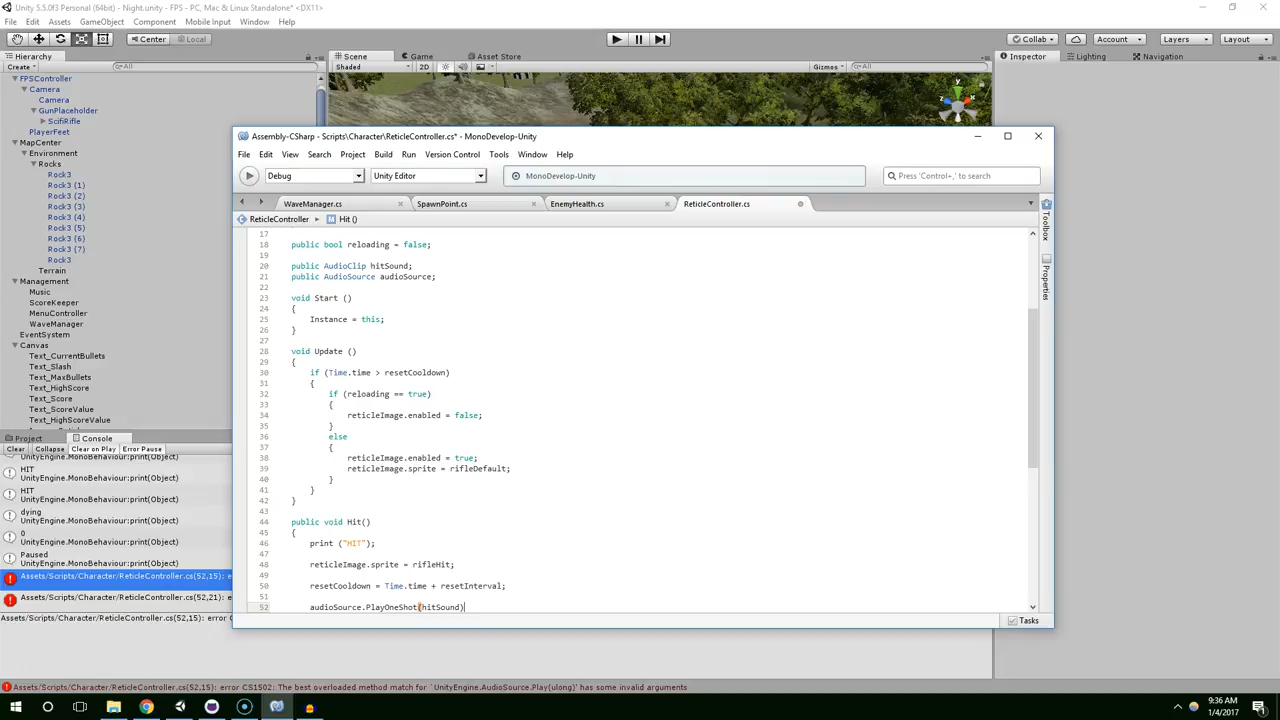 Unity 5.5.0f3 Personal (64bit) - Night.unity - FPS - PC, Mac & Linux Standalone* <DX11>
File Edit Assets GameObject Component Mobile Input Window Help
Center Local Collab Account Layers Layout
Hierarchy Scene Game Asset Store Inspector Lighting Navigation
Create All Shaded 2D Gizmos All
FPSController
Camera
Camera
GunPlaceholder
ScifiRifle
PlayerFeet
MapCenter
Environment
Rocks
Rock3
Rock3 (1)
Rock3 (2)
Rock3 (3)
Rock3 (4)
Rock3 (5)
Rock3 (6)
Rock3 (7)
Rock3
Terrain
Management
Music
ScoreKeeper
MenuController
WaveManager
EventSystem
Canvas
Text_CurrentBullets
Text_Slash
Text_MaxBullets
Text_HighScore
Text_Score
Text_ScoreValue
Text_HighScoreValue
Project Console
Clear Collapse Clear on Play Error Pause
UnityEngine.MonoBehaviour:print(Object)
HIT
UnityEngine.MonoBehaviour:print(Object)
HIT
UnityEngine.MonoBehaviour:print(Object)
dying
UnityEngine.MonoBehaviour:print(Object)
0
UnityEngine.MonoBehaviour:print(Object)
Paused
UnityEngine.MonoBehaviour:print(Object)
Assets/Scripts/Character/ReticleController.cs(52,15): e
Assets/Scripts/Character/ReticleController.cs(52,21): e
Assets/Scripts/Character/ReticleController.cs(52,15): error C
Assets/Scripts/Character/ReticleController.cs(52,15): error CS1502: The best overloaded method match for `UnityEngine.AudioSource.Play(ulong)' has some invalid arguments
Assembly-CSharp - Scripts\Character\ReticleController.cs* - MonoDevelop-Unity
File Edit View Search Project Build Run Version Control Tools Window Help
Debug Unity Editor MonoDevelop-Unity Press 'Control+,' to search
WaveManager.cs SpawnPoint.cs EnemyHealth.cs ReticleController.cs
ReticleController Hit ()
Toolbox
Properties
17
18 public bool reloading = false;
19
20 public AudioClip hitSound;
21 public AudioSource audioSource;
22
23 void Start ()
24 {
25 Instance = this;
26 }
27
28 void Update ()
29 {
30 if (Time.time > resetCooldown)
31 {
32 if (reloading == true)
33 {
34 reticleImage.enabled = false;
35 }
36 else
37 {
38 reticleImage.enabled = true;
39 reticleImage.sprite = rifleDefault;
40 }
41 }
42 }
43
44 public void Hit()
45 {
46 print ("HIT");
47
48 reticleImage.sprite = rifleHit;
49
50 resetCooldown = Time.time + resetInterval;
51
52 audioSource.PlayOneShot(hitSound)
Tasks
9:36 AM
1/4/2017